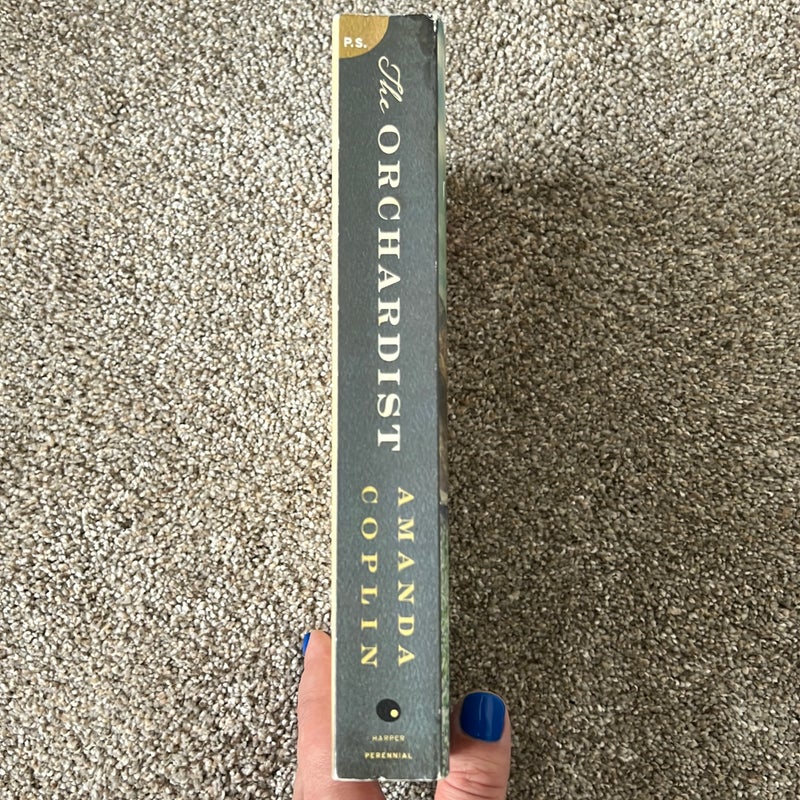 P.S.
The ORCHARDIST
AMANDA
COPLIN
HARPER
PERENNIAL